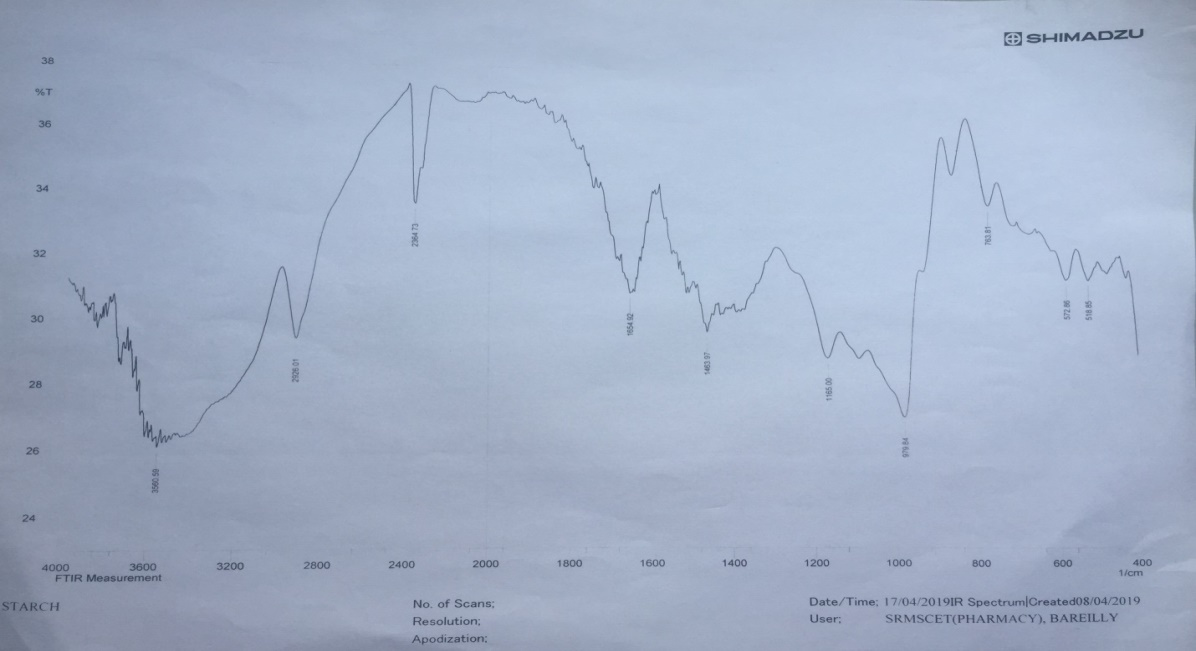 SHIMADZU
38
%T
36
34
32
30
28
26
24
2364.73
2928.01
3560.59
1654.92
1463.97
1165.00
979.84
763.81
572.86
518.85
4000 3600 3200 2800 2400 2000 1800 1600 1400 1200 1000 800 600 400
FTIR Measurement 1/cm
STARCH
No. of Scans;
Resolution;
Apodization;
Date/Time; 17/04/2019IR Spectrum|Created08/04/2019
User; SRMSCET(PHARMACY), BAREILLY